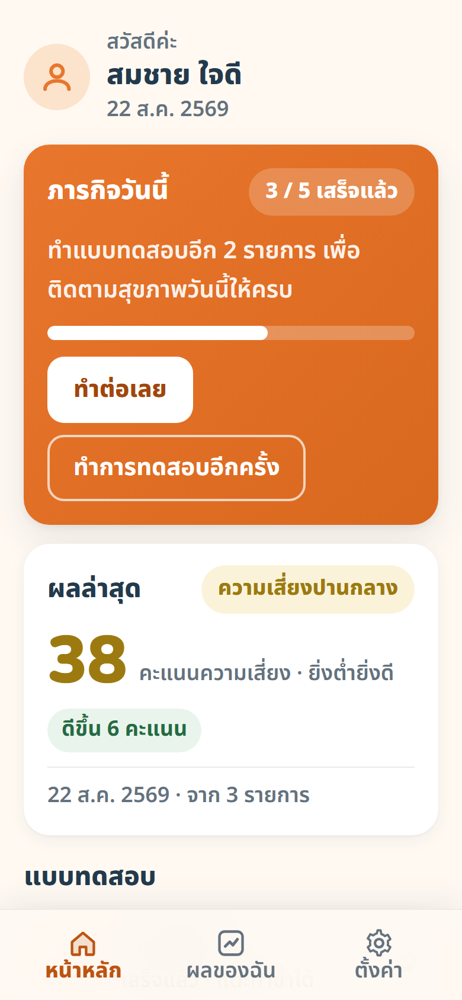 สวัสดีค่ะ
สมชาย ใจดี
22 ส.ค. 2569
ภารกิจวันนี้
3 / 5 เสร็จแล้ว
ทำแบบทดสอบอีก 2 รายการ เพื่อ
ติดตามสุขภาพวันนี้ให้ครบ
ทำต่อเลย
ทำการทดสอบอีกครั้ง
ผลล่าสุด
ความเสี่ยงปานกลาง
38 คะแนนความเสี่ยง · ยิ่งต่ำยิ่งดี
ดีขึ้น 6 คะแนน
22 ส.ค. 2569 · จาก 3 รายการ
แบบทดสอบ
หน้าหลัก
ผลของฉัน
ตั้งค่า